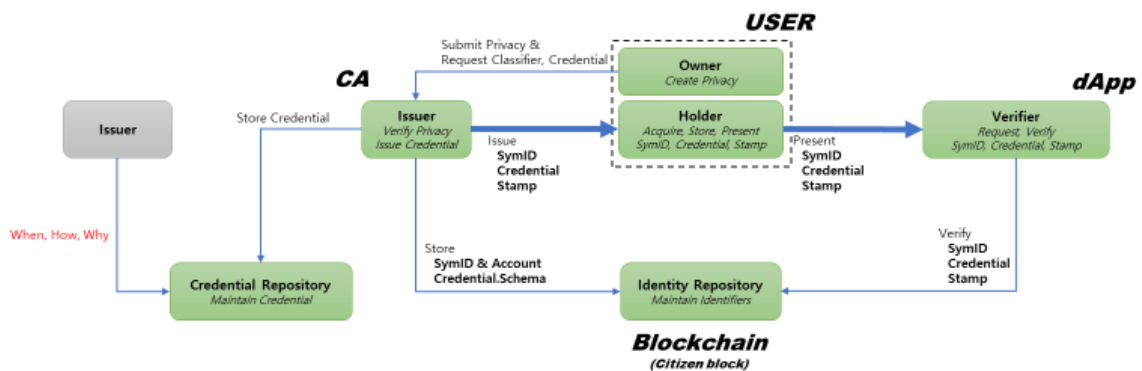 USER
Submit Privacy &
Request Classifier, Credential
Owner
Create Privacy
CA
dApp
Issuer
Store Credential
Issuer
Verify Privacy
Issue Credential
Issue
SymID
Credential
Stamp
Holder
Acquire, Store, Present
SymID, Credential, Stamp
Present
SymID
Credential
Stamp
Verifier
Request, Verify
SymID, Credential, Stamp
When, How, Why
Store
SymID & Account
Credential.Schema
Verify
SymID
Credential
Stamp
Credential Repository
Maintain Credential
Identity Repository
Maintain Identifiers
Blockchain
(Citizen block)